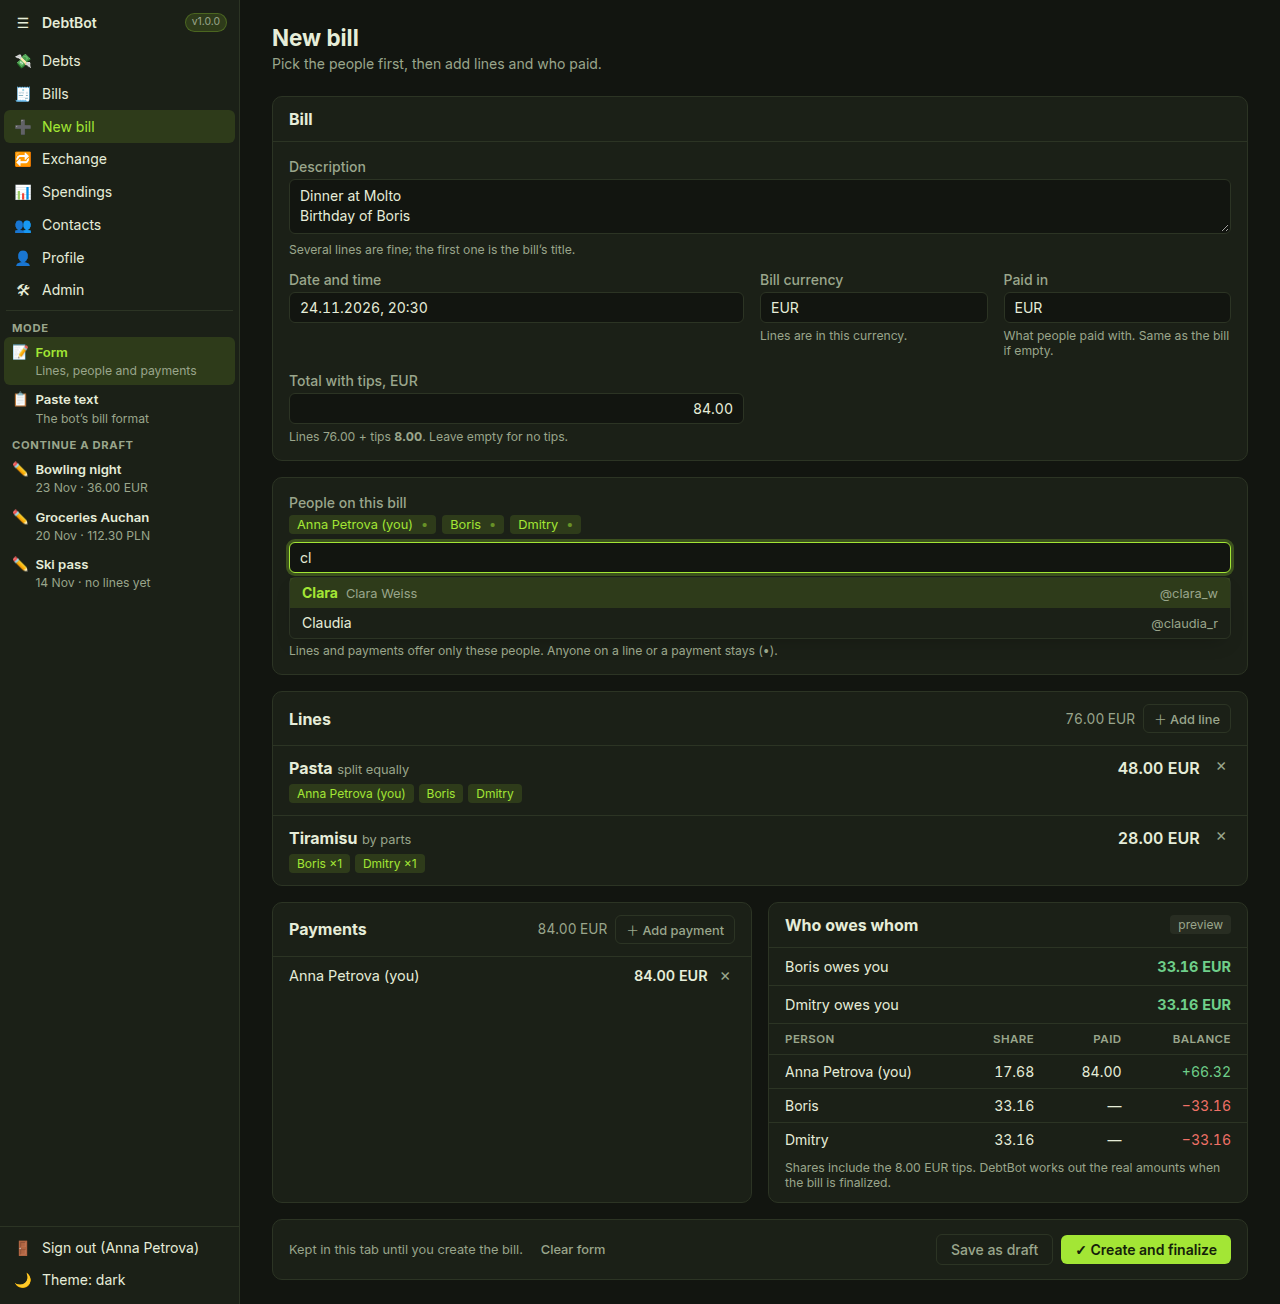 ☰ DebtBot v1.0.0
💸 Debts
🧾 Bills
➕ New bill
🔁 Exchange
📊 Spendings
👥 Contacts
👤 Profile
🛠 Admin
MODE
📝 Form
Lines, people and payments
📋 Paste text
The bot's bill format
CONTINUE A DRAFT
✏️ Bowling night
23 Nov · 36.00 EUR
✏️ Groceries Auchan
20 Nov · 112.30 PLN
✏️ Ski pass
14 Nov · no lines yet
🚪 Sign out (Anna Petrova)
🌙 Theme: dark
New bill
Pick the people first, then add lines and who paid.
Bill
Description
Dinner at Molto
Birthday of Boris
Several lines are fine; the first one is the bill's title.
Date and time Bill currency Paid in
24.11.2026, 20:30 EUR EUR
Lines are in this currency. What people paid with. Same as the bill
if empty.
Total with tips, EUR
84.00
Lines 76.00 + tips 8.00. Leave empty for no tips.
People on this bill
Anna Petrova (you) • Boris • Dmitry •
cl
Clara Clara Weiss @clara_w
Claudia @claudia_r
Lines and payments offer only these people. Anyone on a line or a payment stays (•).
Lines 76.00 EUR + Add line
Pasta split equally 48.00 EUR ×
Anna Petrova (you) Boris Dmitry
Tiramisu by parts 28.00 EUR ×
Boris ×1 Dmitry ×1
Payments 84.00 EUR + Add payment
Anna Petrova (you) 84.00 EUR ×
Who owes whom preview
Boris owes you 33.16 EUR
Dmitry owes you 33.16 EUR
PERSON SHARE PAID BALANCE
Anna Petrova (you) 17.68 84.00 +66.32
Boris 33.16 — −33.16
Dmitry 33.16 — −33.16
Shares include the 8.00 EUR tips. DebtBot works out the real amounts when
the bill is finalized.
Kept in this tab until you create the bill. Clear form Save as draft ✓ Create and finalize